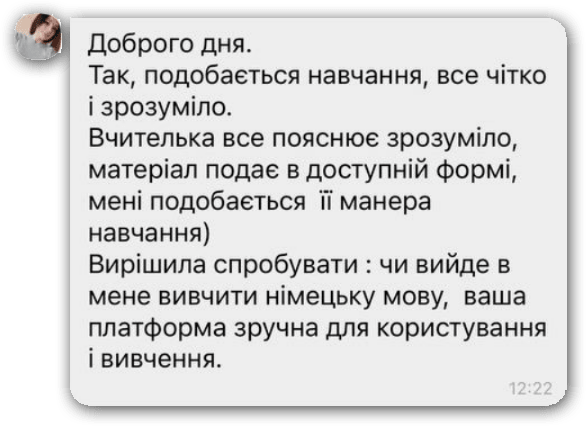 Доброго дня.
Так, подобається навчання, все чітко
і зрозуміло.
Вчителька все пояснює зрозуміло,
матеріал подає в доступній формі,
мені подобається  її манера
навчання)
Вирішила спробувати : чи вийде в
мене вивчити німецьку мову,  ваша
платформа зручна для користування
і вивчення.
12:22